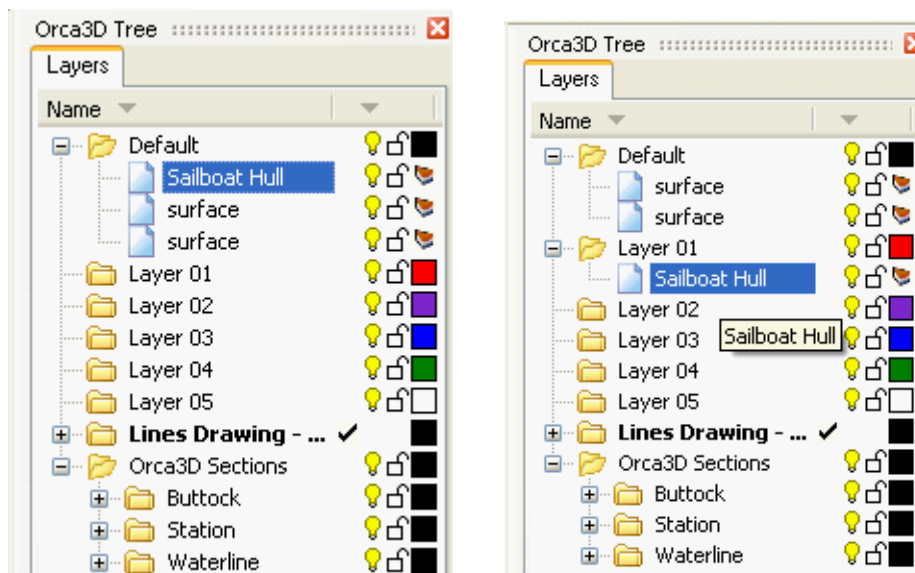 Orca3D Tree
Layers
Name
Default
Sailboat Hull
surface
surface
Layer 01
Layer 02
Layer 03
Layer 04
Layer 05
Lines Drawing - ...
Orca3D Sections
Buttock
Station
Waterline
Orca3D Tree
Layers
Name
Default
surface
surface
Layer 01
Sailboat Hull
Layer 02
Layer 03
Sailboat Hull
Layer 04
Layer 05
Lines Drawing - ...
Orca3D Sections
Buttock
Station
Waterline